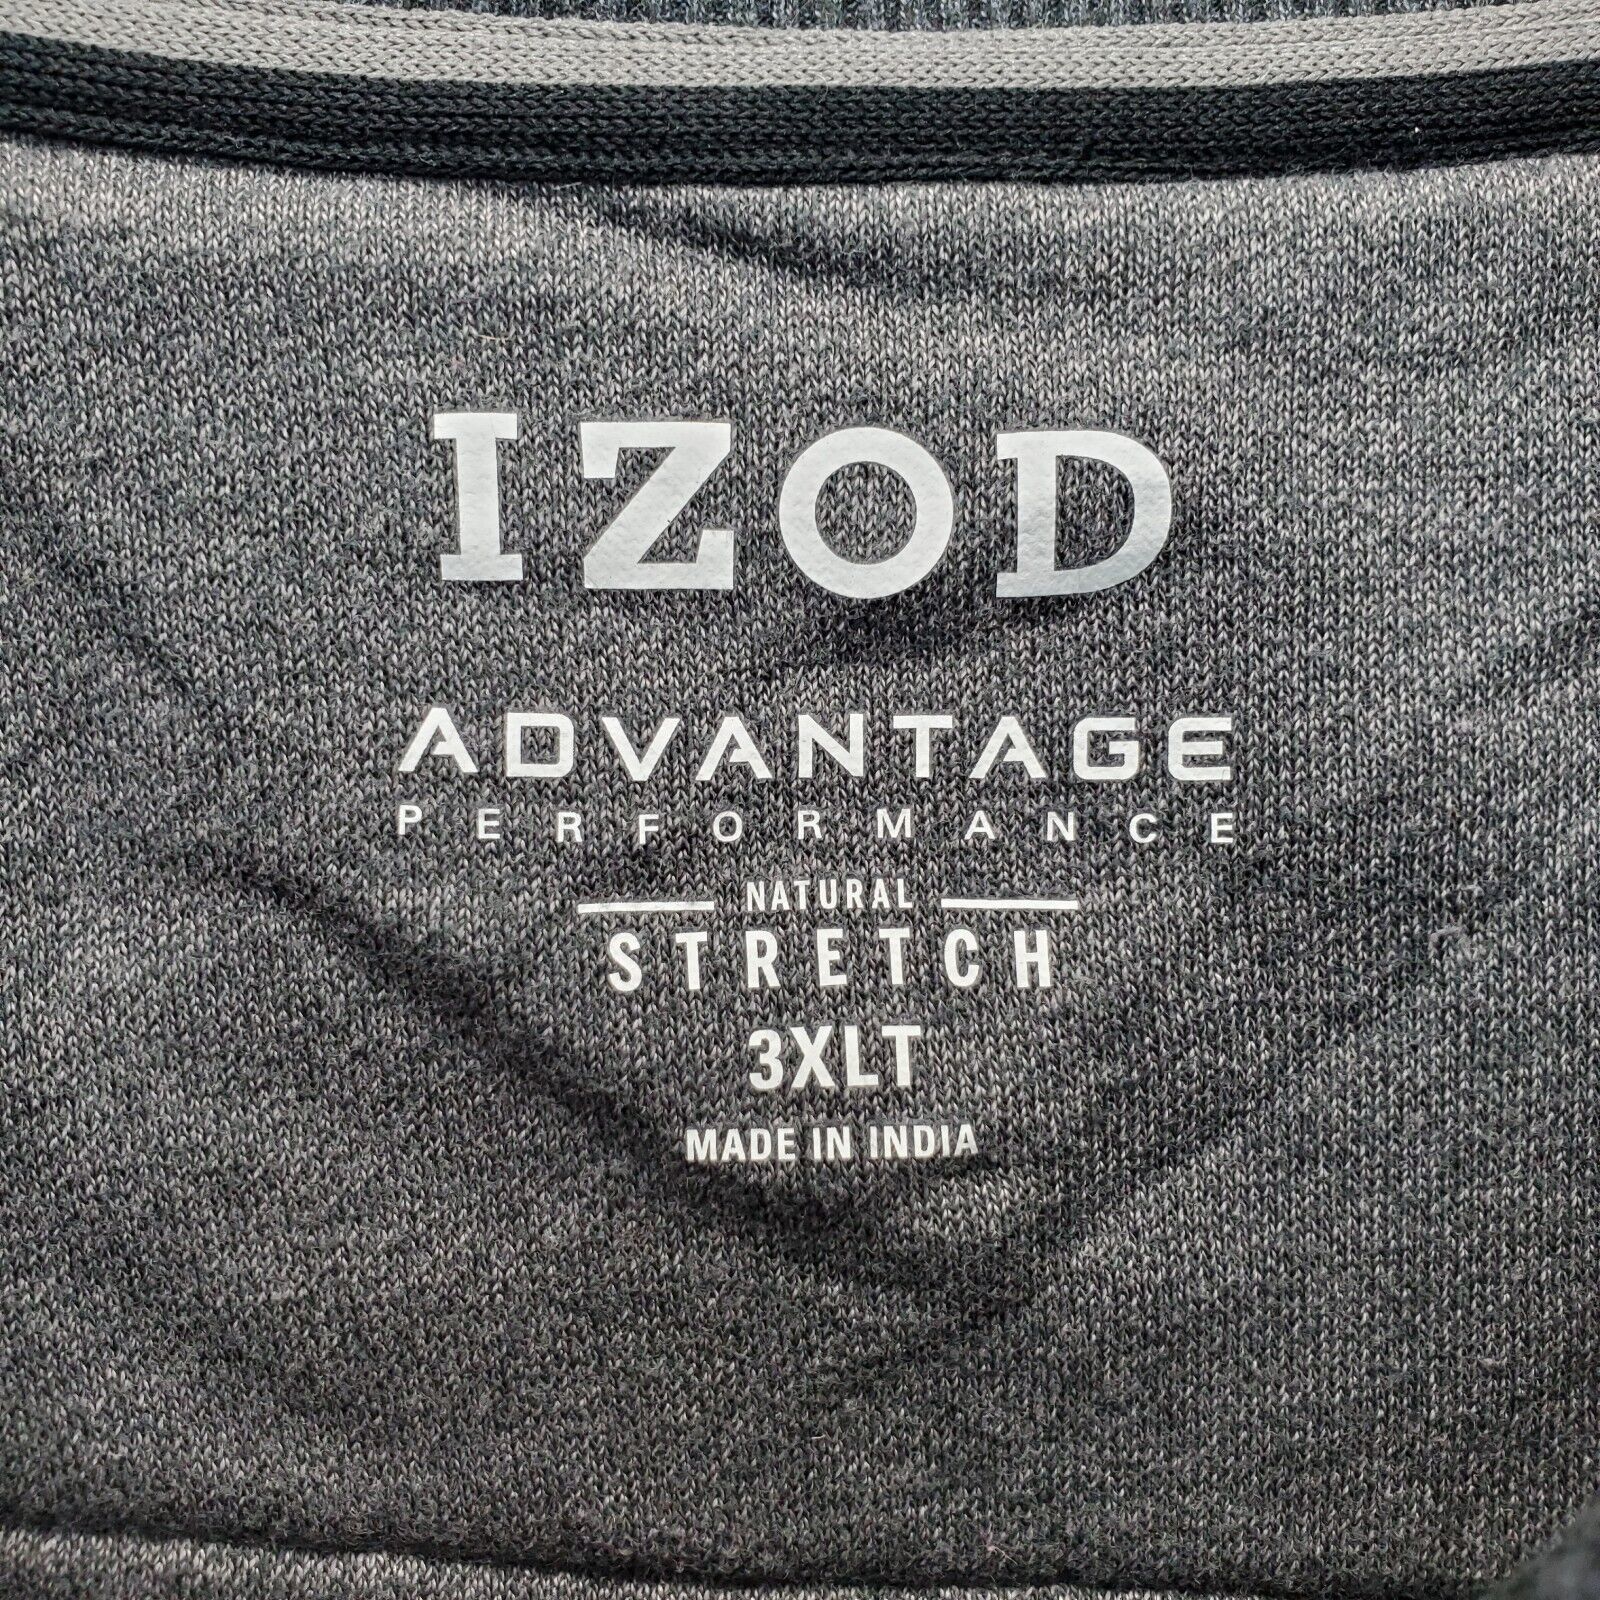 IZOD
ADVANTAGE
PERFORMANCE
NATURAL
STRETCH
3XLT
MADE IN INDIA